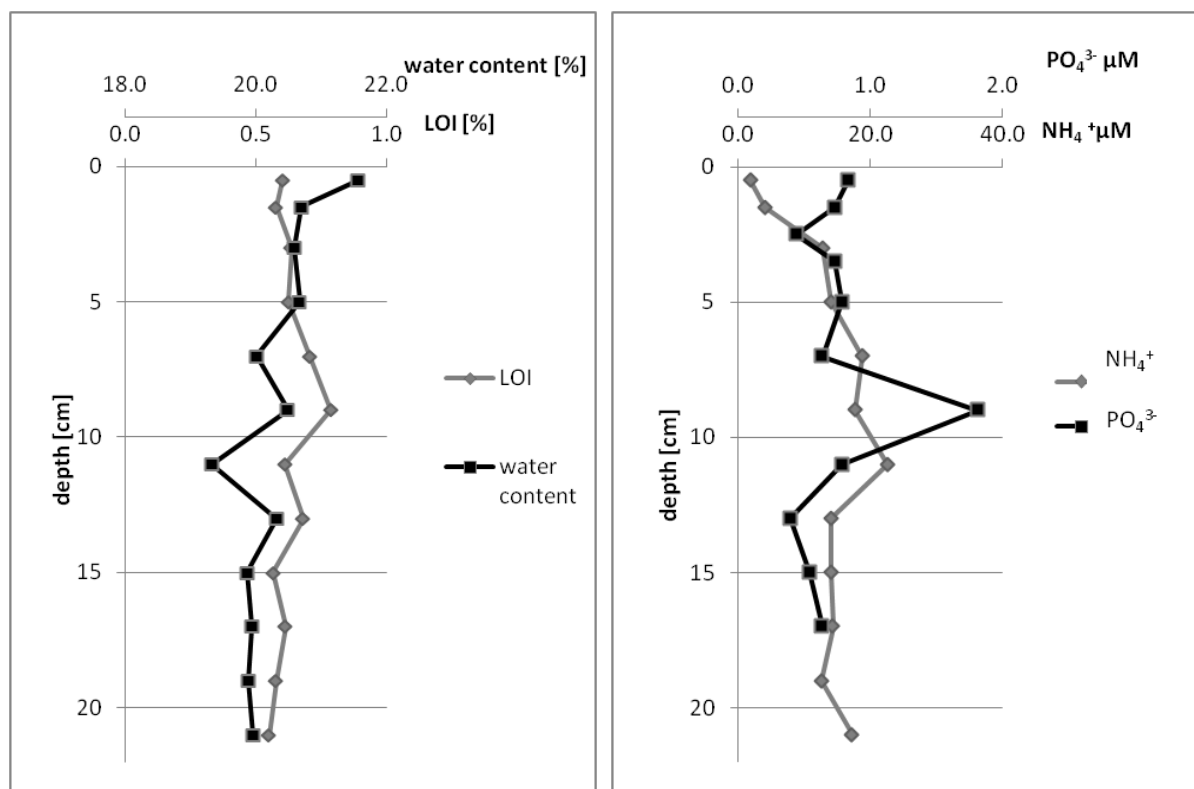 water content [%]
18.0 20.0 22.0
LOI [%]
0.0 0.5 1.0
0
5
10
15
20
depth [cm]
LOI
water
content
PO₄³⁻ µM
0.0 1.0 2.0
NH₄⁺µM
0.0 20.0 40.0
0
5
10
15
20
depth [cm]
NH₄⁺
PO₄³⁻